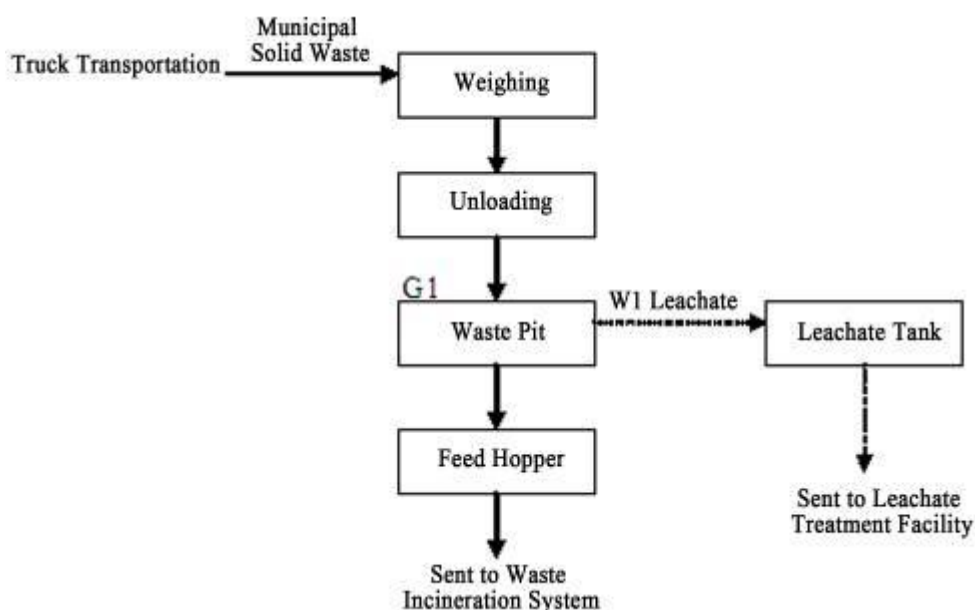 Municipal
Solid Waste
Truck Transportation
Weighing
Unloading
G1
Waste Pit
W1 Leachate
Leachate Tank
Feed Hopper
Sent to Leachate
Treatment Facility
Sent to Waste
Incineration System